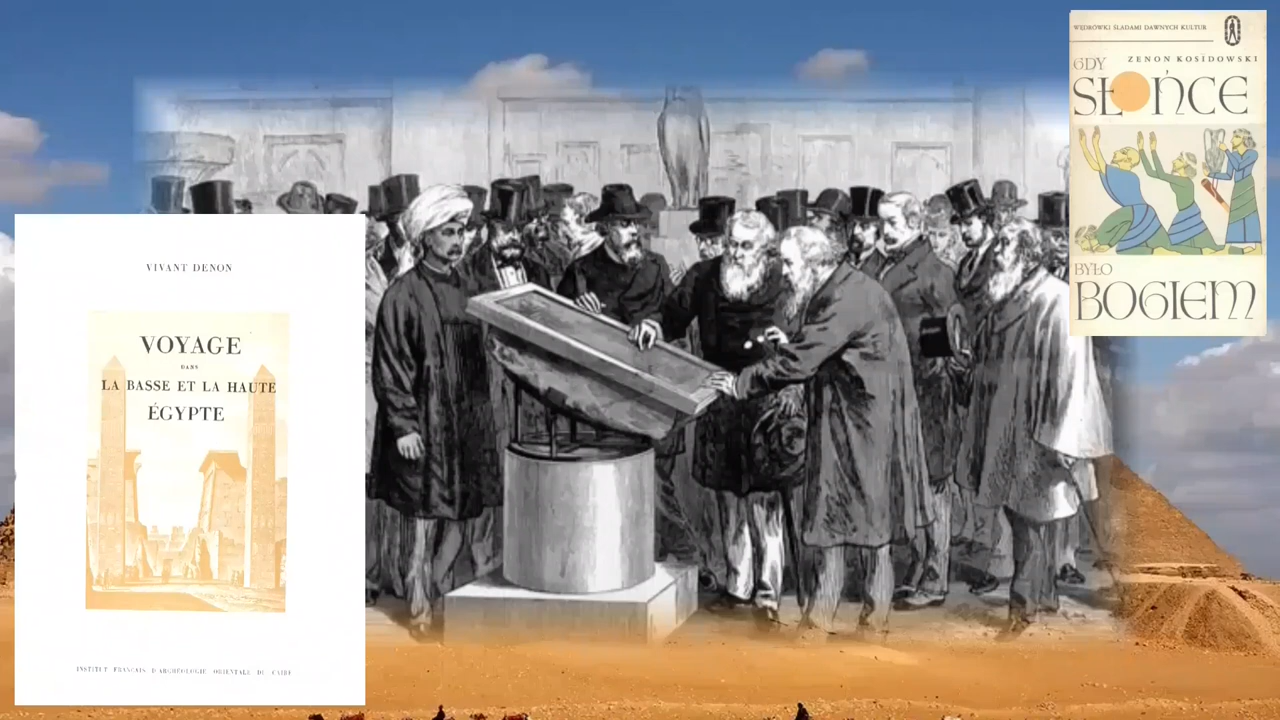 VIVANT DENON
VOYAGE
DANS
LA BASSE ET LA HAUTE
ÉGYPTE
INSTITUT FRANÇAIS D'ARCHÉOLOGIE ORIENTALE DU CAIRE
WĘDRÓWKI ŚLADAMI DAWNYCH KULTUR
ZENON KOSIDOWSKI
GDY
SŁOŃCE
BYŁO
BOGIEM